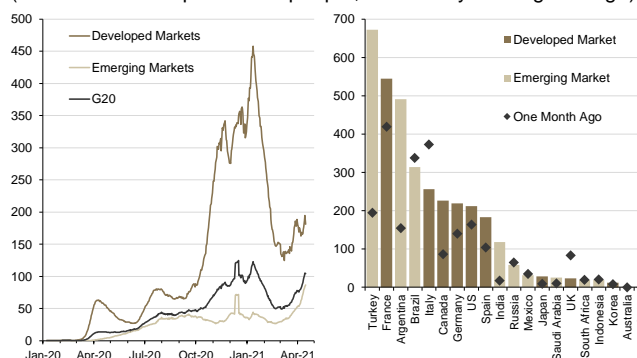 500
450
400
350
300
250
200
150
100
50
0
Developed Markets
Emerging Markets
G20
Jan-20 Apr-20 Jul-20 Oct-20 Jan-21 Apr-21
700
600
500
400
300
200
100
0
Developed Market
Emerging Market
One Month Ago
Turkey
France
Argentina
Brazil
Italy
Canada
Germany
US
Spain
India
Russia
Mexico
Japan
Saudi Arabia
UK
South Africa
Indonesia
Korea
Australia